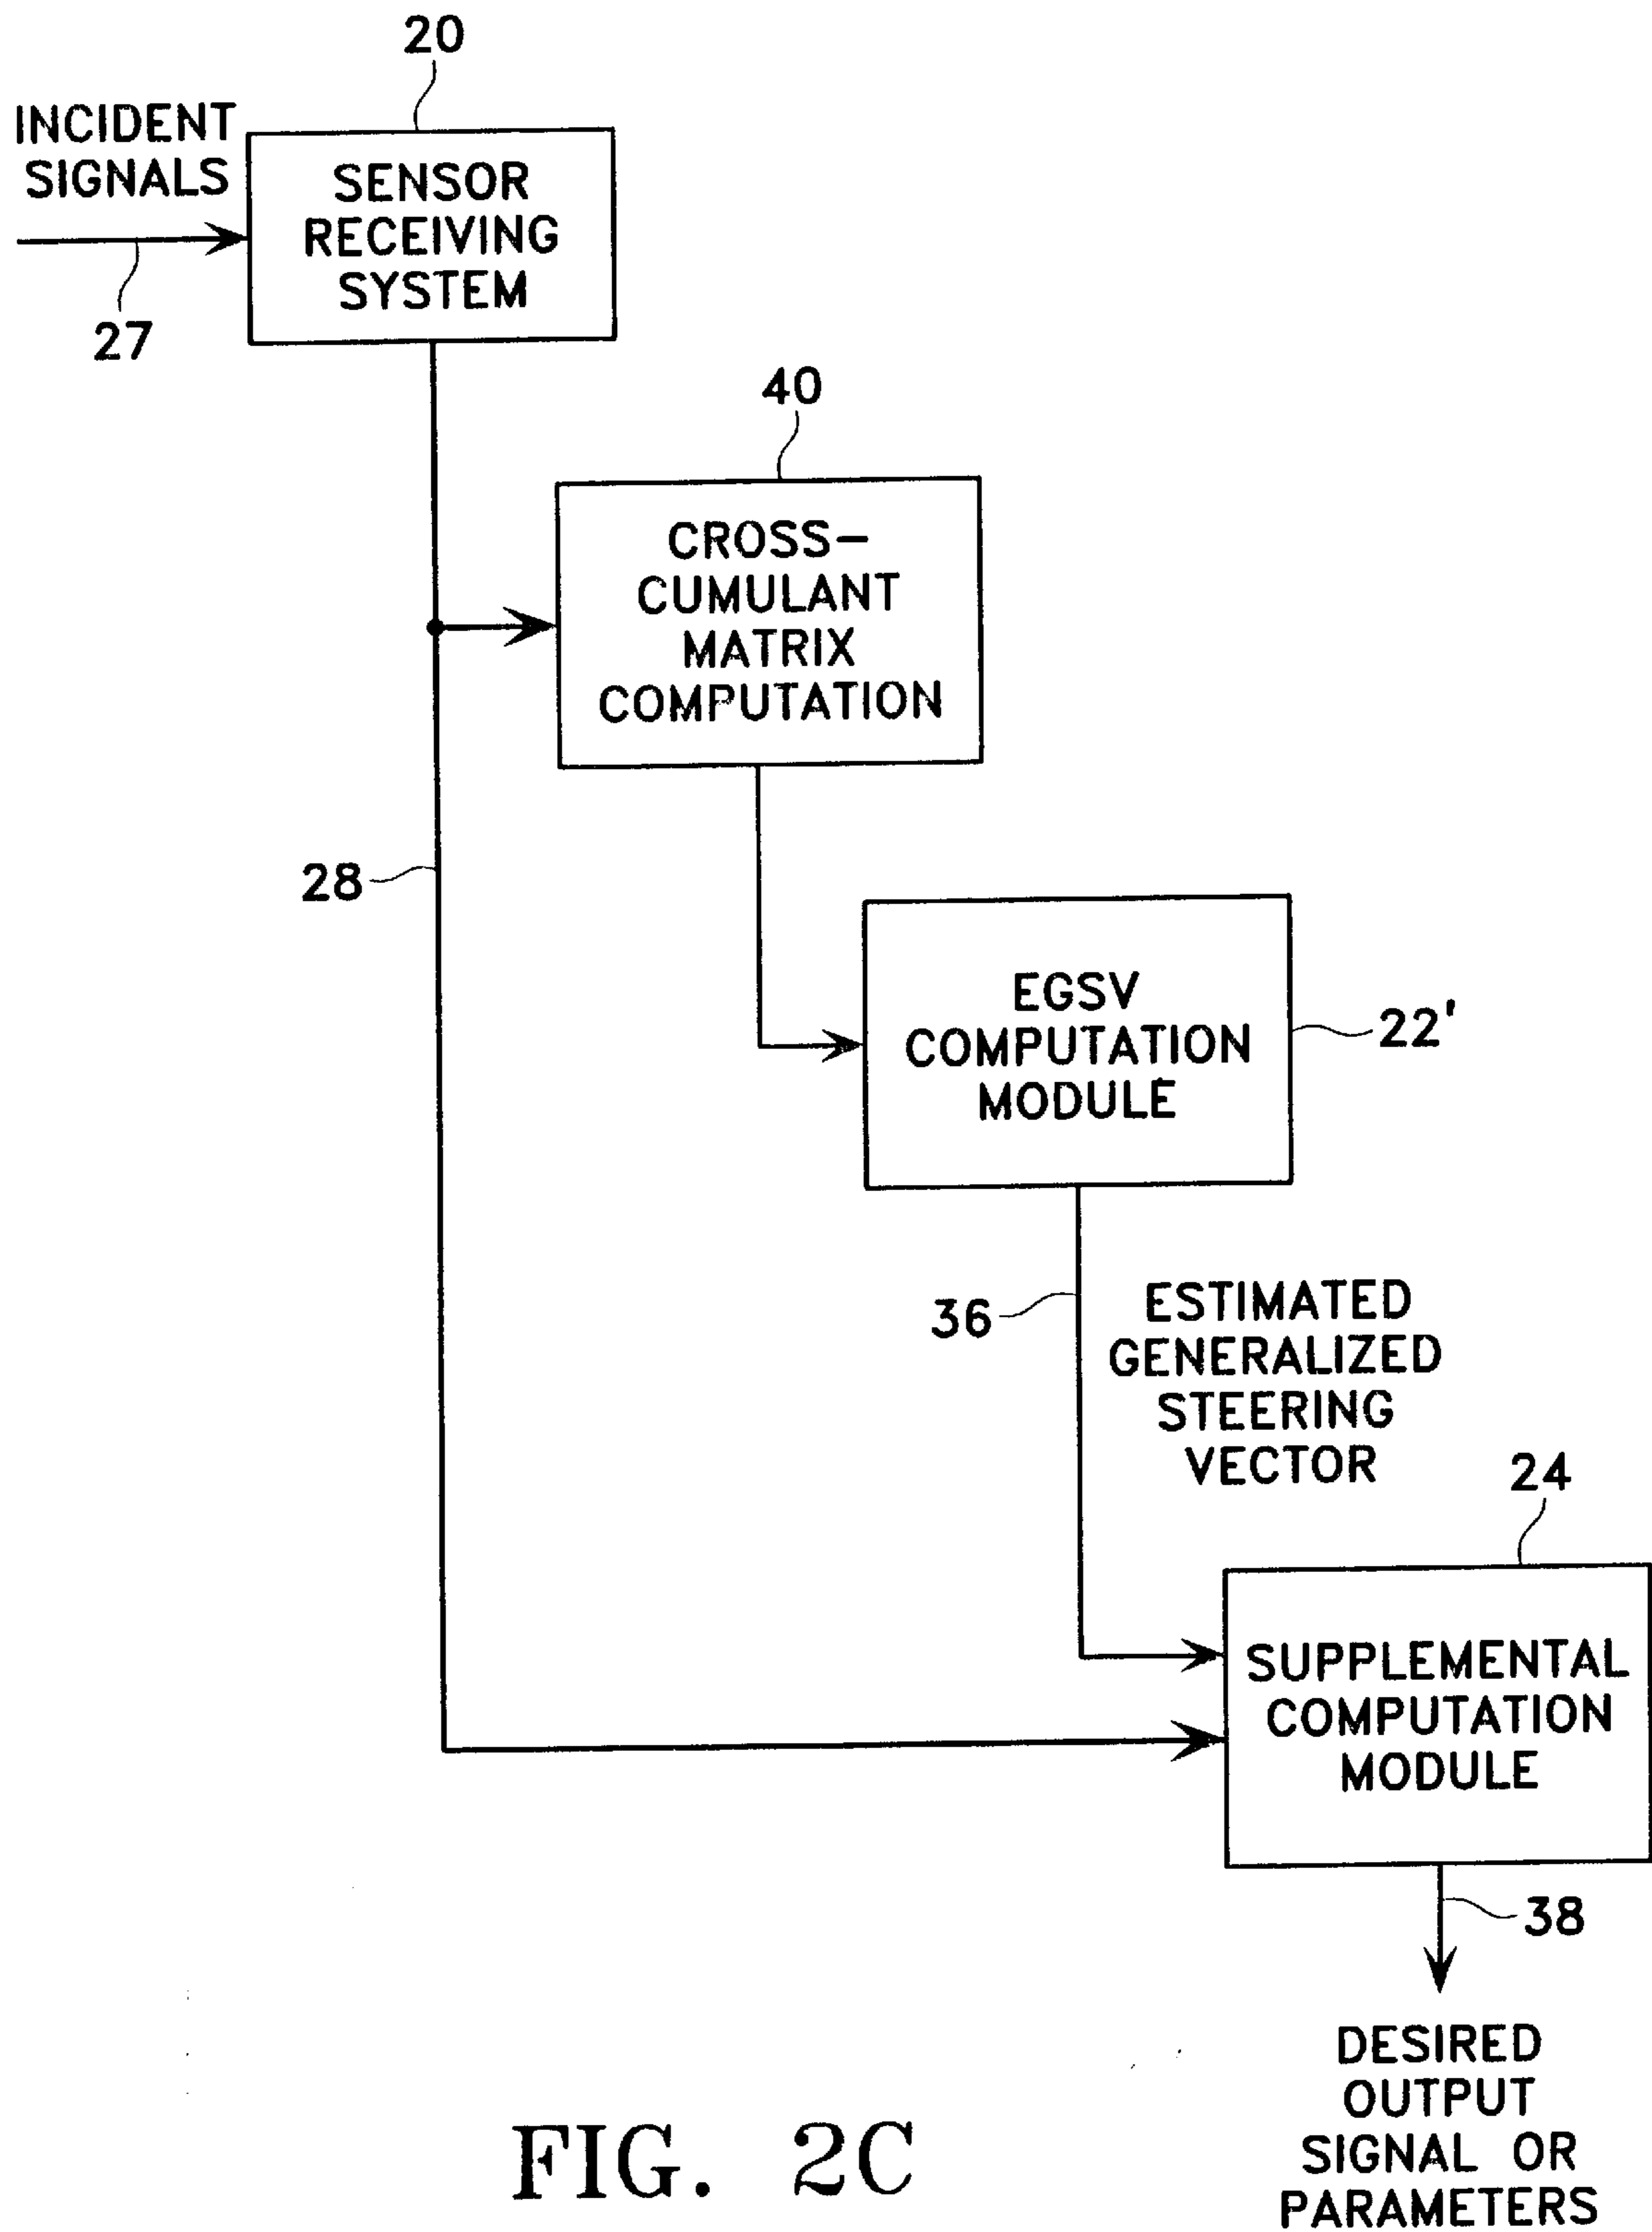 20
INCIDENT
SIGNALS
SENSOR
RECEIVING
SYSTEM
27
40
CROSS-
CUMULANT
MATRIX
COMPUTATION
28
EGSV
COMPUTATION
MODULE
22'
36
ESTIMATED
GENERALIZED
STEERING
VECTOR
24
SUPPLEMENTAL
COMPUTATION
MODULE
38
DESIRED
OUTPUT
SIGNAL OR
PARAMETERS
FIG. 2C